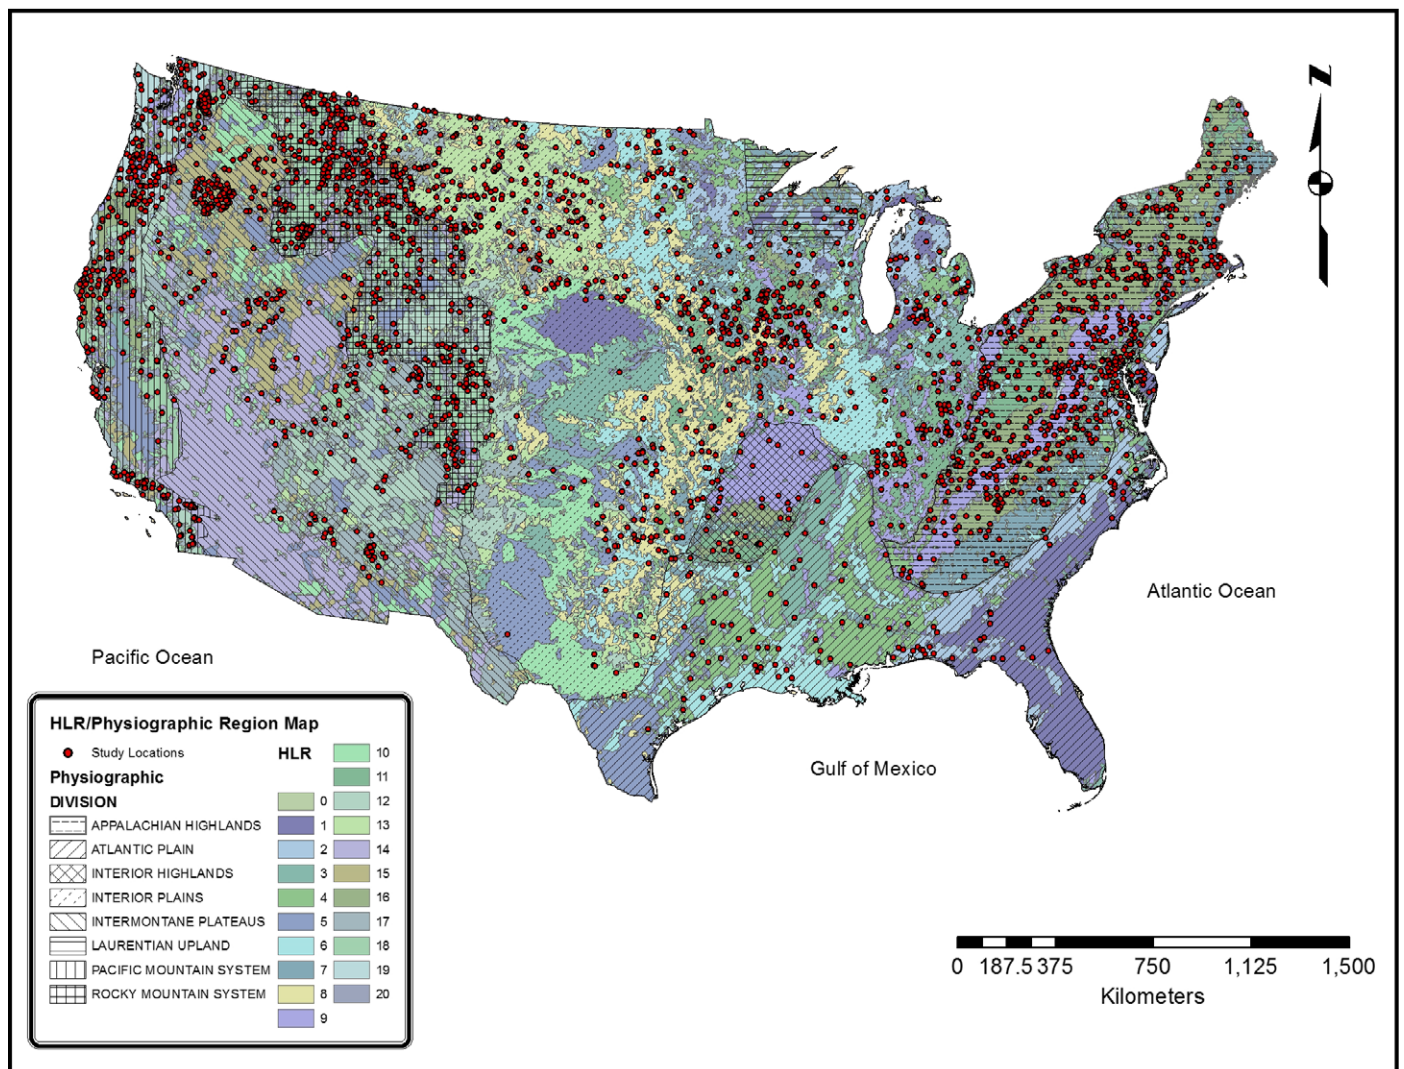 N
Atlantic Ocean
Pacific Ocean
Gulf of Mexico
HLR/Physiographic Region Map
Study Locations
Physiographic
DIVISION
APPALACHIAN HIGHLANDS
ATLANTIC PLAIN
INTERIOR HIGHLANDS
INTERIOR PLAINS
INTERMONTANE PLATEAUS
LAURENTIAN UPLAND
PACIFIC MOUNTAIN SYSTEM
ROCKY MOUNTAIN SYSTEM
HLR
0
1
2
3
4
5
6
7
8
9
10
11
12
13
14
15
16
17
18
19
20
0 187.5 375 750 1,125 1,500
Kilometers